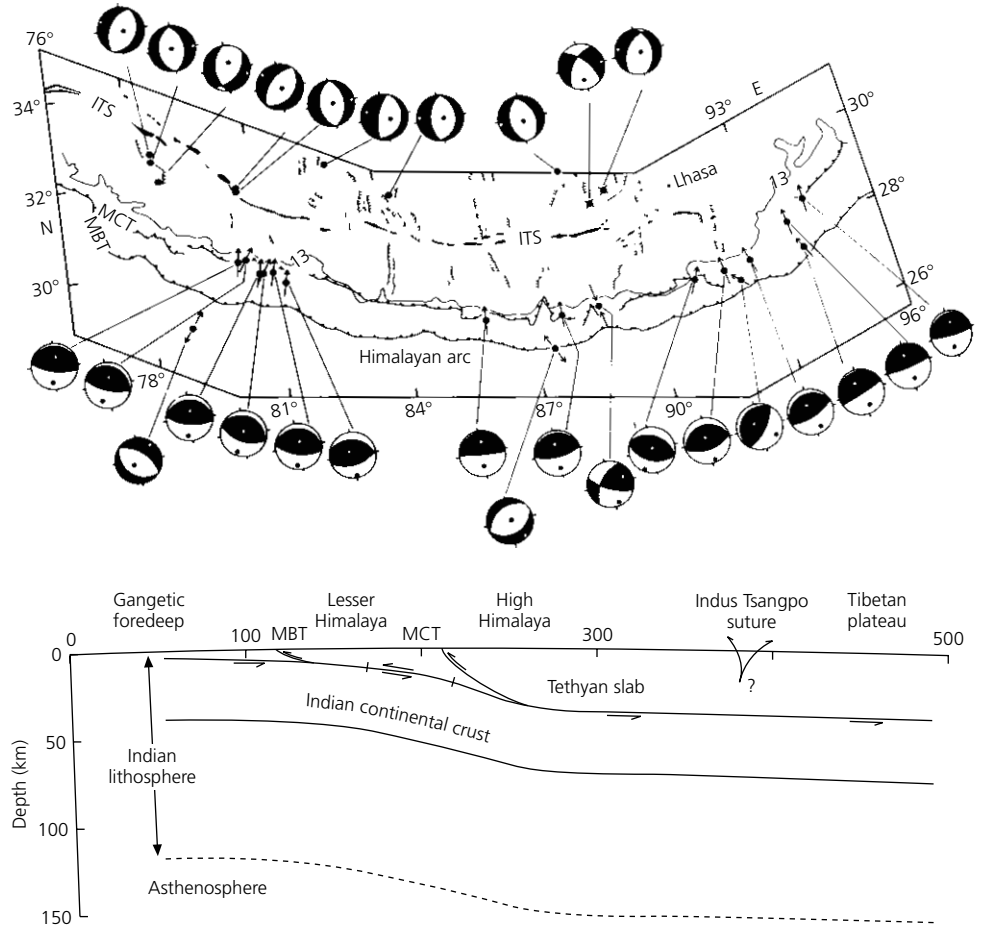 76°
34°
ITS
93°
E
30°
Lhasa
32°
N
MCT
MBT
13
28°
ITS
13
30°
26°
96°
Himalayan arc
78°
81°
84°
87°
90°
Gangetic
foredeep
Lesser
Himalaya
High
Himalaya
Indus Tsangpo
suture
Tibetan
plateau
0
100
MBT
MCT
300
500
0
Tethyan slab
?
Indian continental crust
50
Indian
lithosphere
Depth (km)
100
Asthenosphere
150